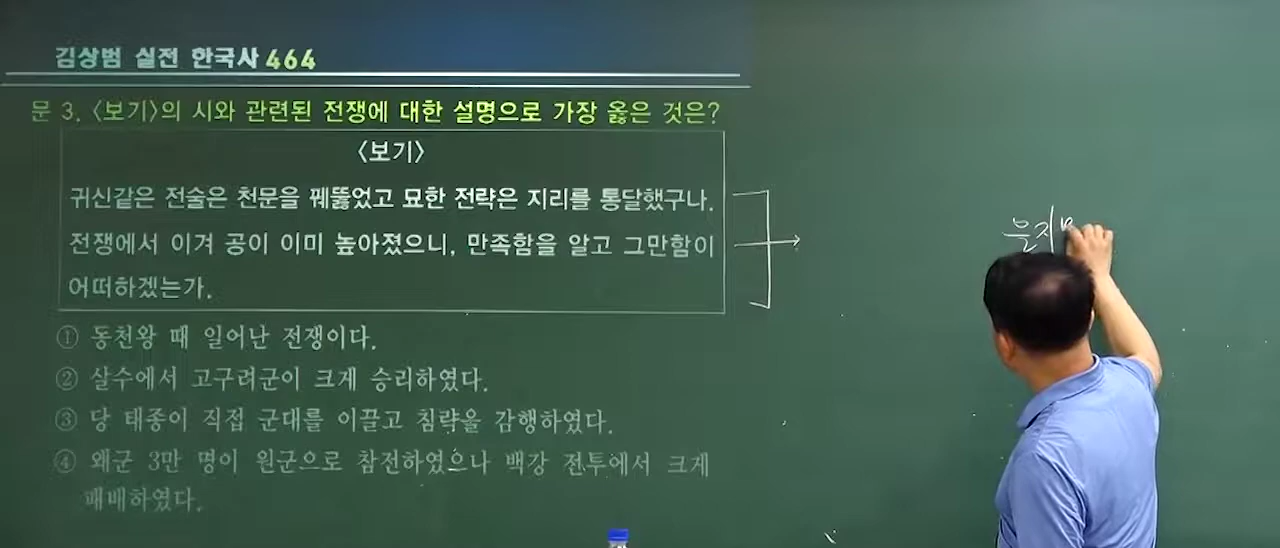 김상범 실전 한국사 464
문 3. 〈보기〉의 시와 관련된 전쟁에 대한 설명으로 가장 옳은 것은?
〈보기〉
귀신같은 전술은 천문을 꿰뚫었고 묘한 전략은 지리를 통달했구나.
전쟁에서 이겨 공이 이미 높아졌으니, 만족함을 알고 그만함이
어떠하겠는가.
을지
① 동천왕 때 일어난 전쟁이다.
② 살수에서 고구려군이 크게 승리하였다.
③ 당 태종이 직접 군대를 이끌고 침략을 감행하였다.
④ 왜군 3만 명이 원군으로 참전하였으나 백강 전투에서 크게
패배하였다.